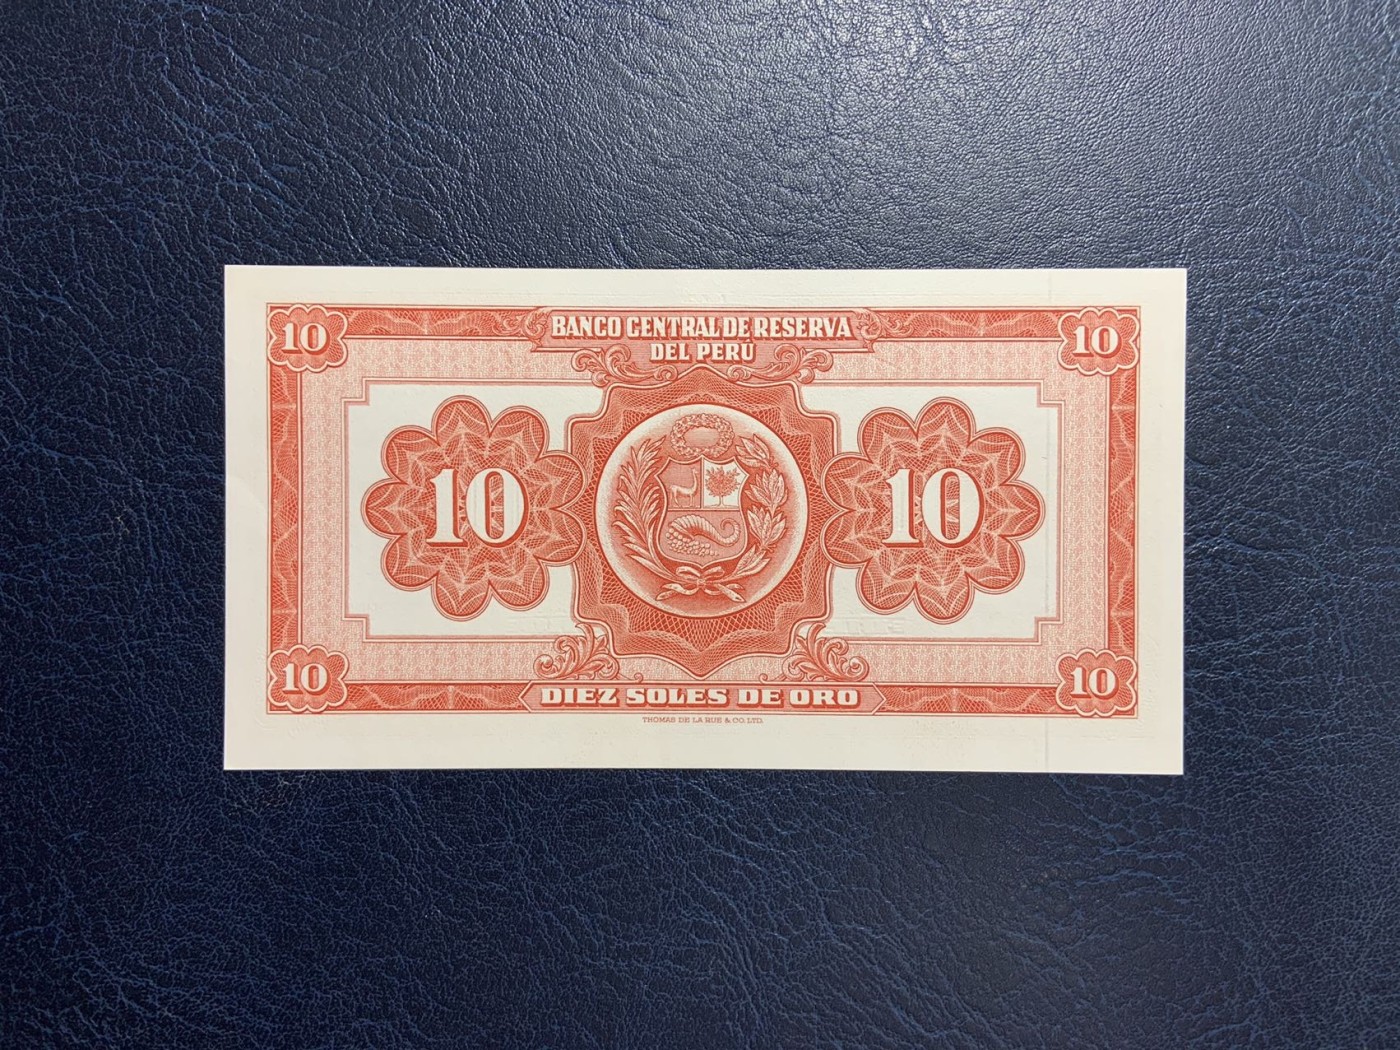 10
BANCO CENTRAL DE RESERVA
DEL PERÚ
10
10
10
10
DIEZ SOLES DE ORO
10
THOMAS DE LA RUE & CO. LTD.